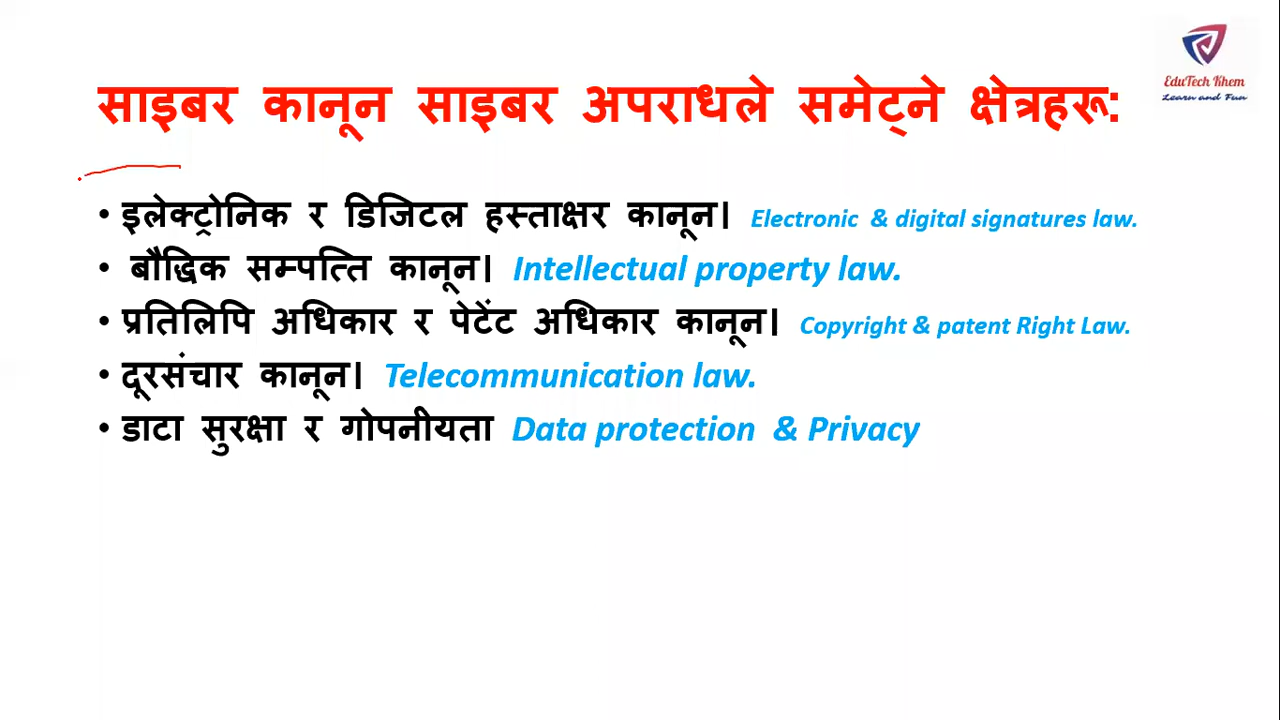 EduTech Khem
Learn and Fun
साइबर कानून साइबर अपराधले समेट्ने क्षेत्रहरू:
• इलेक्ट्रोनिक र डिजिटल हस्ताक्षर कानून। Electronic & digital signatures law.
• बौद्धिक सम्पत्ति कानून। Intellectual property law.
• प्रतिलिपि अधिकार र पेटेंट अधिकार कानून। Copyright & patent Right Law.
• दूरसंचार कानून। Telecommunication law.
• डाटा सुरक्षा र गोपनीयता Data protection & Privacy